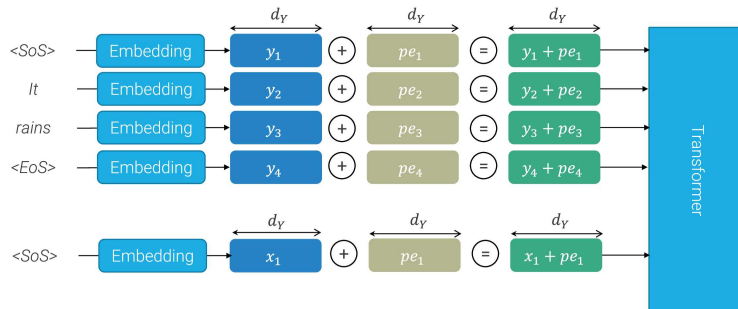 d_Y d_Y d_Y
<SoS> Embedding y_1 + pe_1 = y_1 + pe_1
It Embedding y_2 + pe_2 = y_2 + pe_2
rains Embedding y_3 + pe_3 = y_3 + pe_3
<EoS> Embedding y_4 + pe_4 = y_4 + pe_4
d_Y d_Y d_Y
<SoS> Embedding x_1 + pe_1 = x_1 + pe_1
Transformer